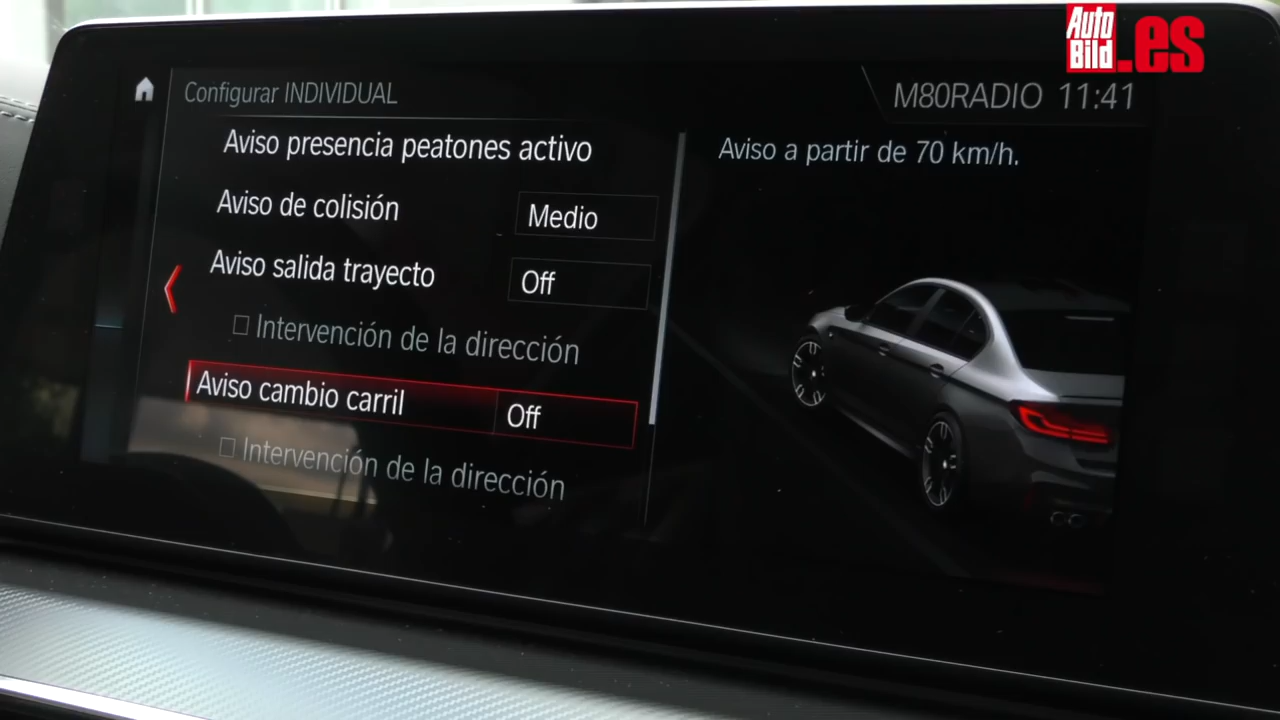 Auto
Bild.es
Configurar INDIVIDUAL
M80RADIO 11:41
Aviso presencia peatones activo
Aviso a partir de 70 km/h.
Aviso de colisión Medio
Aviso salida trayecto Off
Intervención de la dirección
Aviso cambio carril Off
Intervención de la dirección